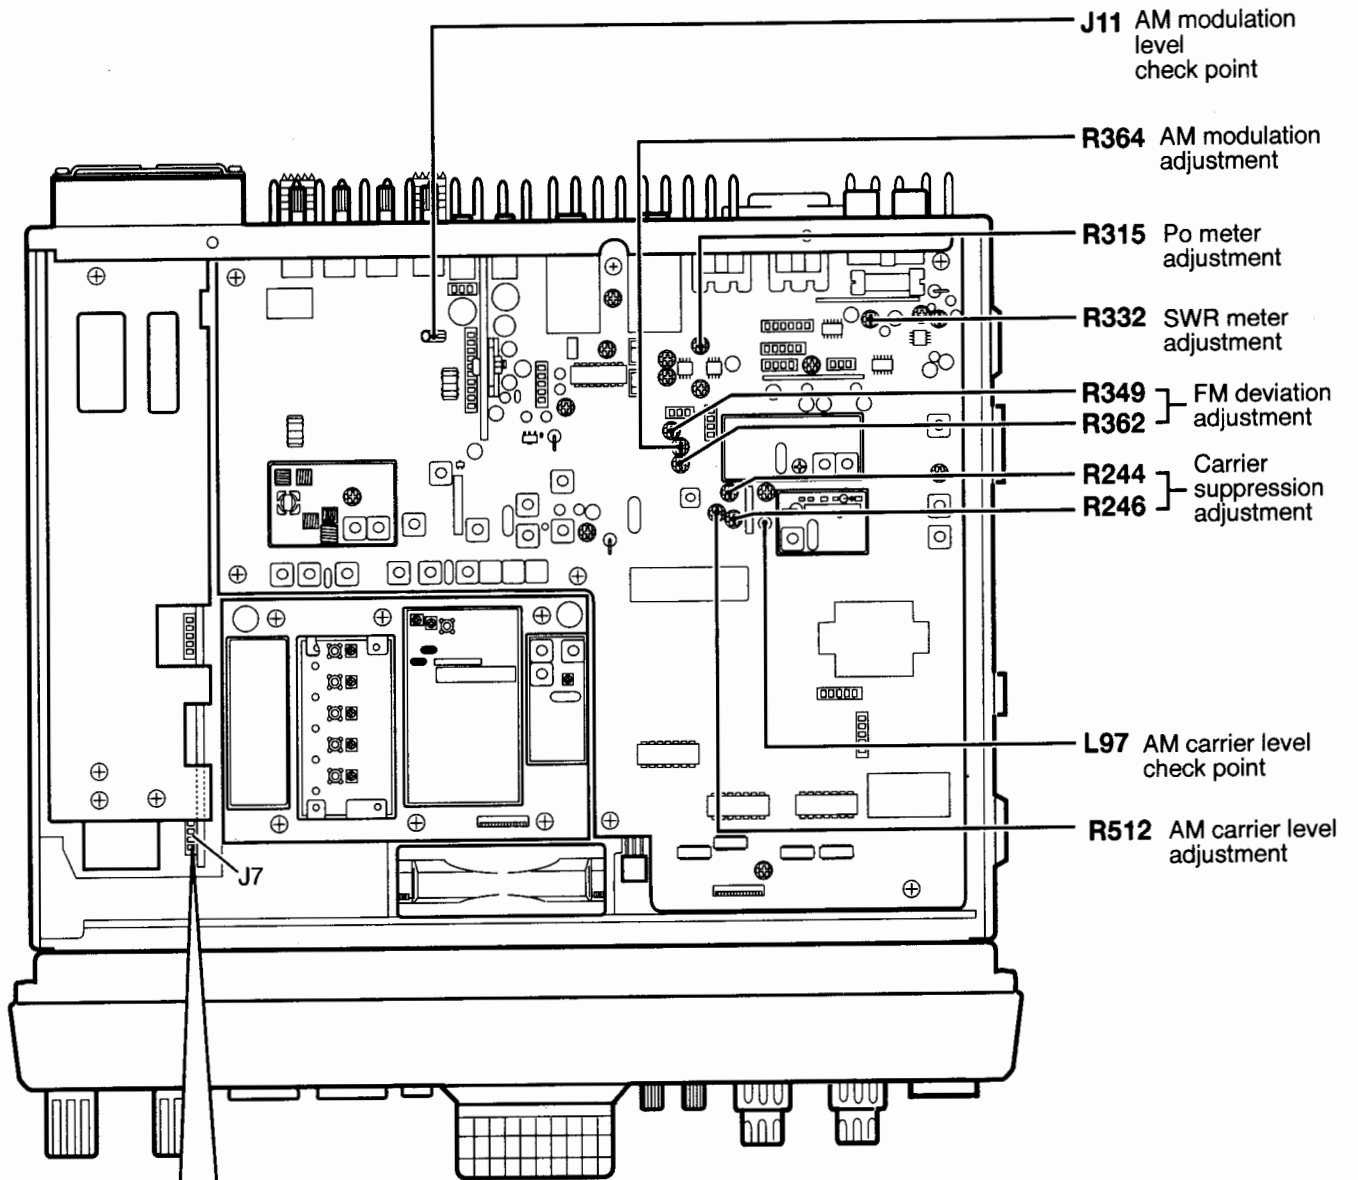 J11 AM modulation
level
check point
R364 AM modulation
adjustment
R315 Po meter
adjustment
R332 SWR meter
adjustment
R349 FM deviation
R362 adjustment
R244 Carrier
suppression
R246 adjustment
L97 AM carrier level
check point
R512 AM carrier level
adjustment
J7